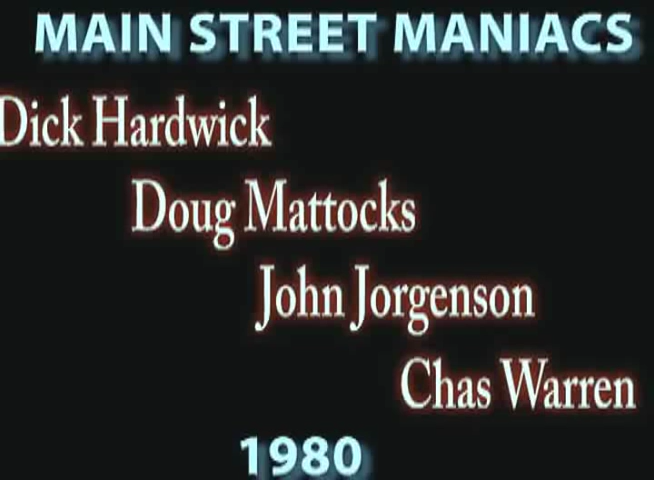 MAIN STREET MANIACS
Dick Hardwick
Doug Mattocks
John Jorgenson
Chas Warren
1980